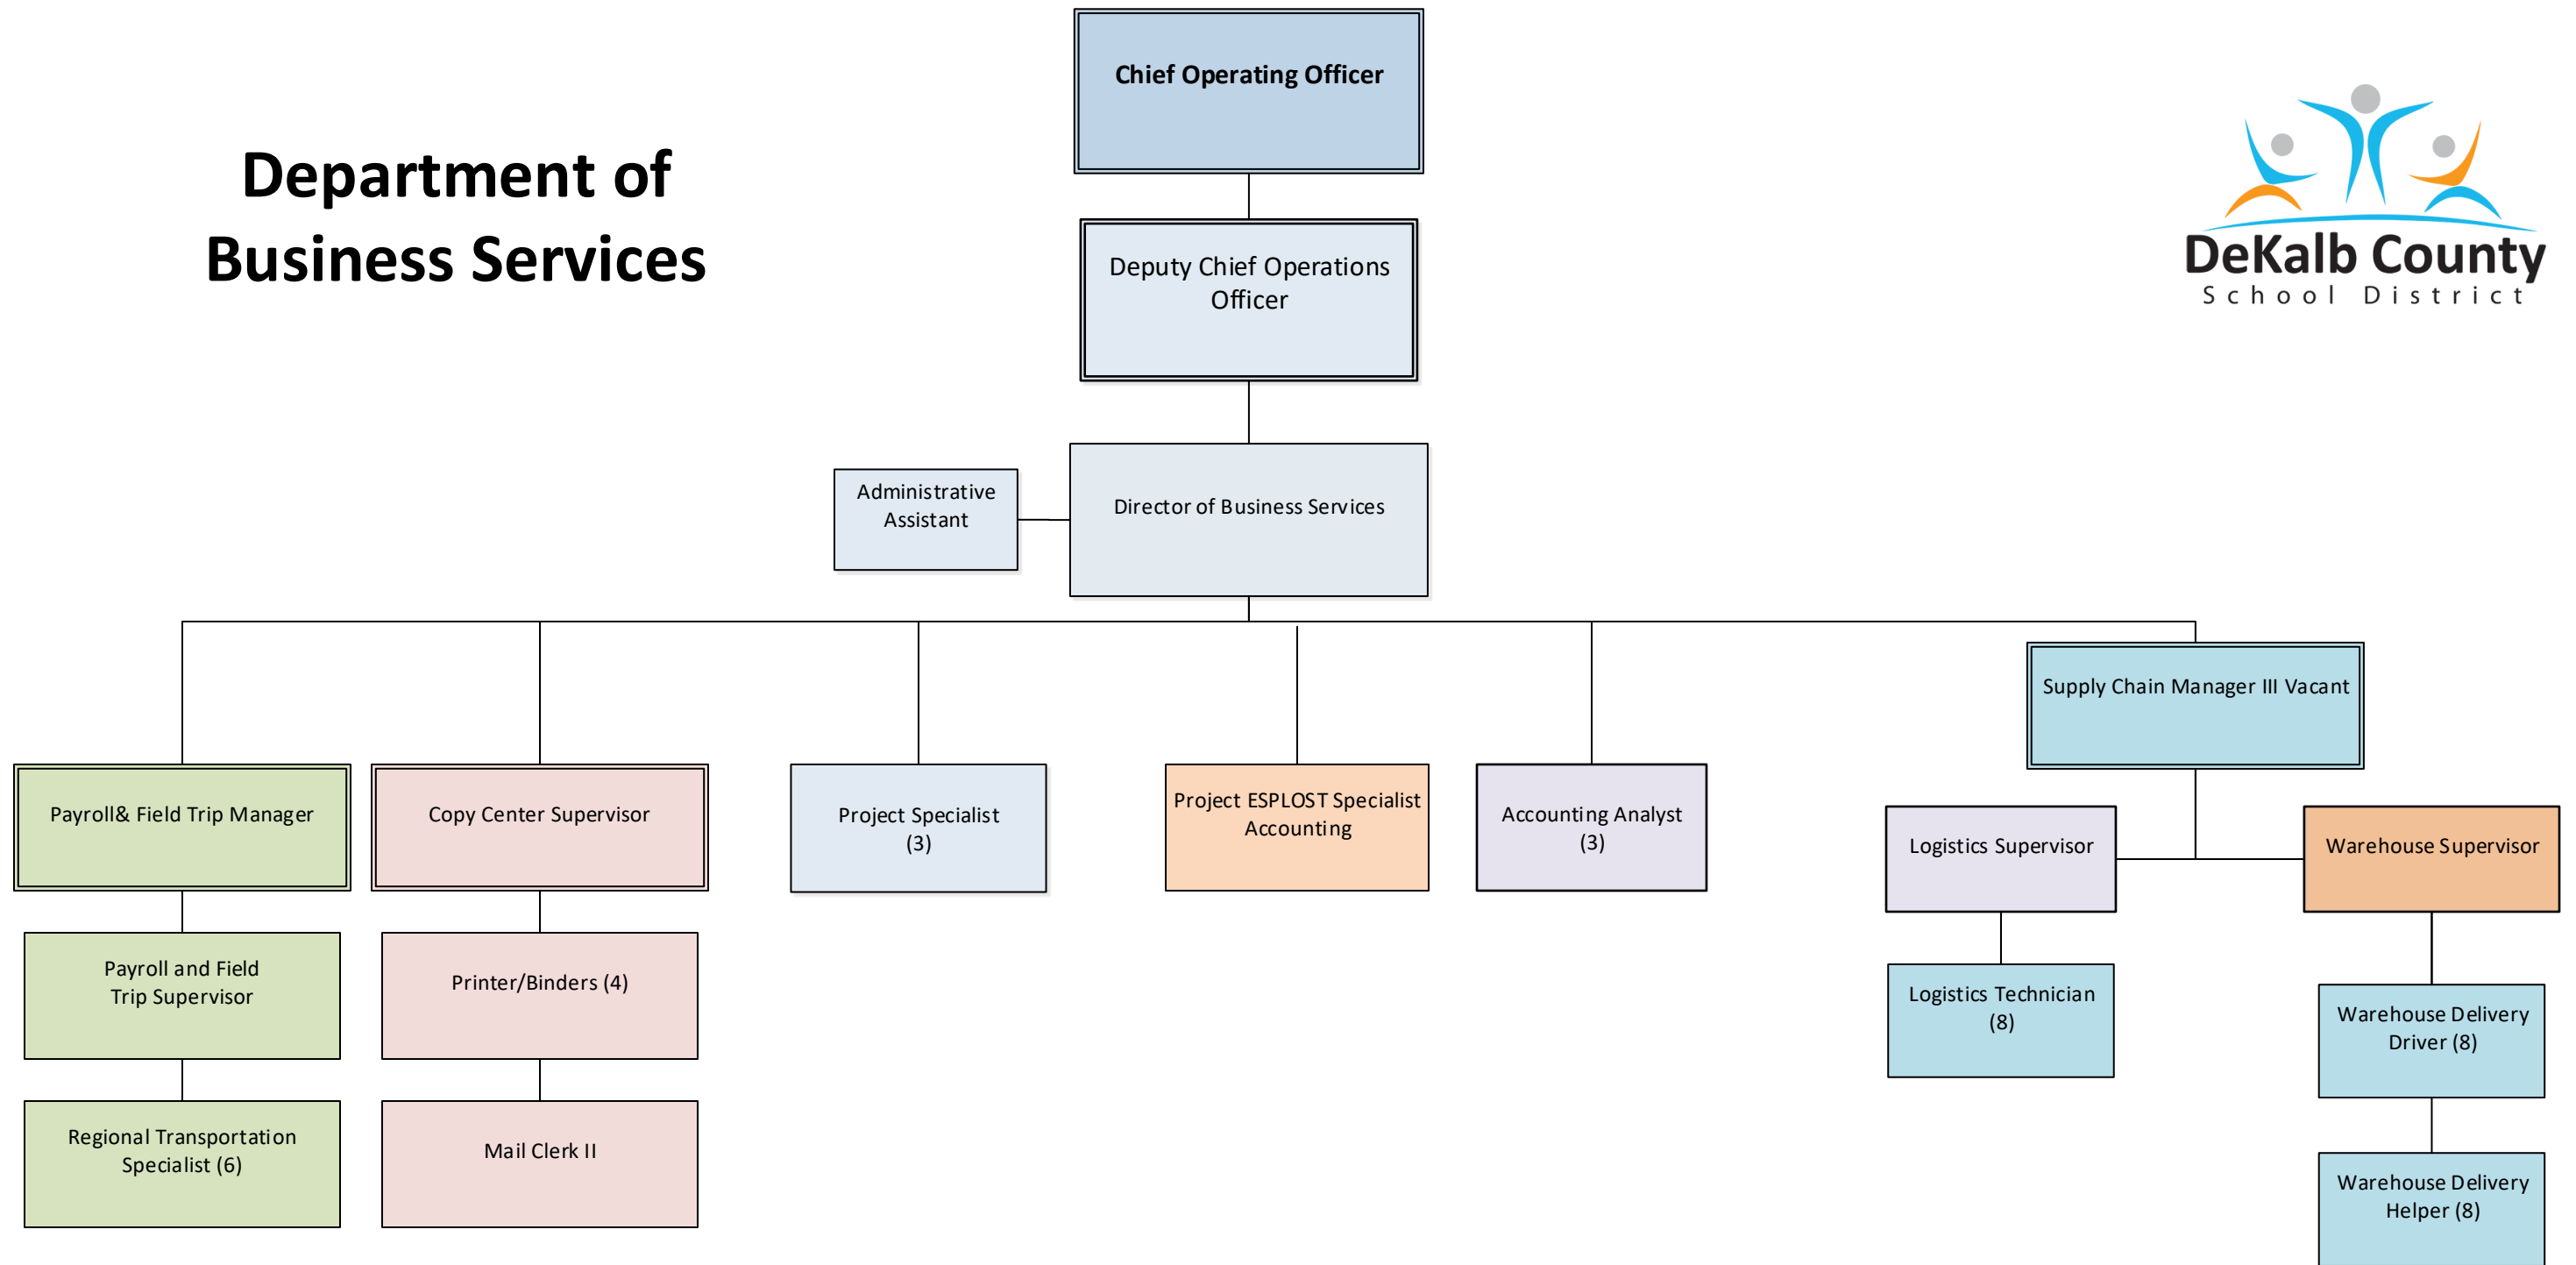 Chief Operating Officer
Department of
Business Services
DeKalb County
School District
Deputy Chief Operations
Officer
Administrative
Assistant
Director of Business Services
Supply Chain Manager III Vacant
Payroll& Field Trip Manager
Copy Center Supervisor
Project Specialist
(3)
Project ESPLOST Specialist
Accounting
Accounting Analyst
(3)
Logistics Supervisor
Warehouse Supervisor
Payroll and Field
Trip Supervisor
Printer/Binders (4)
Logistics Technician
(8)
Warehouse Delivery
Driver (8)
Regional Transportation
Specialist (6)
Mail Clerk II
Warehouse Delivery
Helper (8)